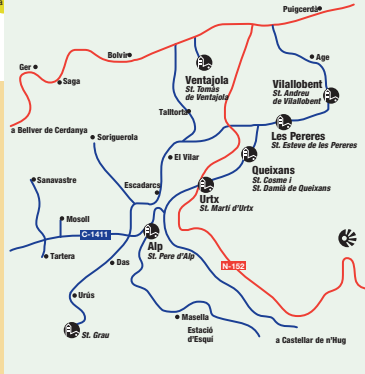 Puigcerdà
Bolvir
Age
Ger
Saga
Ventajola
St. Tomàs
de Ventajola
Vilallobent
St. Andreu
de Vilallobent
Talltorta
a Bellver de Cerdanya
Soriguerola
Les Pereres
St. Esteve de les Pereres
El Vilar
Queixans
St. Cosme i
St. Damià de Queixans
Sanavastre
Escadarcs
Urtx
St. Martí d'Urtx
Mosoll
C-1411
Alp
St. Pere d'Alp
Tartera
Das
N-152
Urús
Masella
Estació
d'Esquí
St. Grau
a Castellar de n'Hug